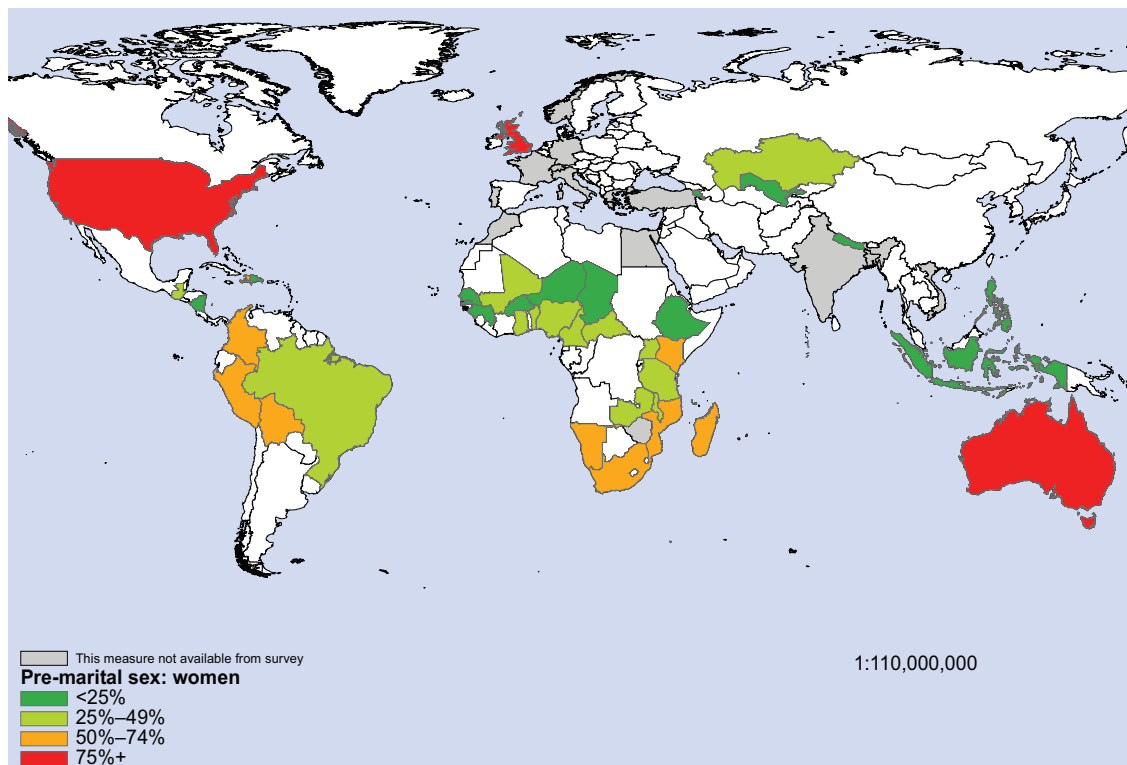 This measure not available from survey
1:110,000,000
Pre-marital sex: women
<25%
25%–49%
50%–74%
75%+